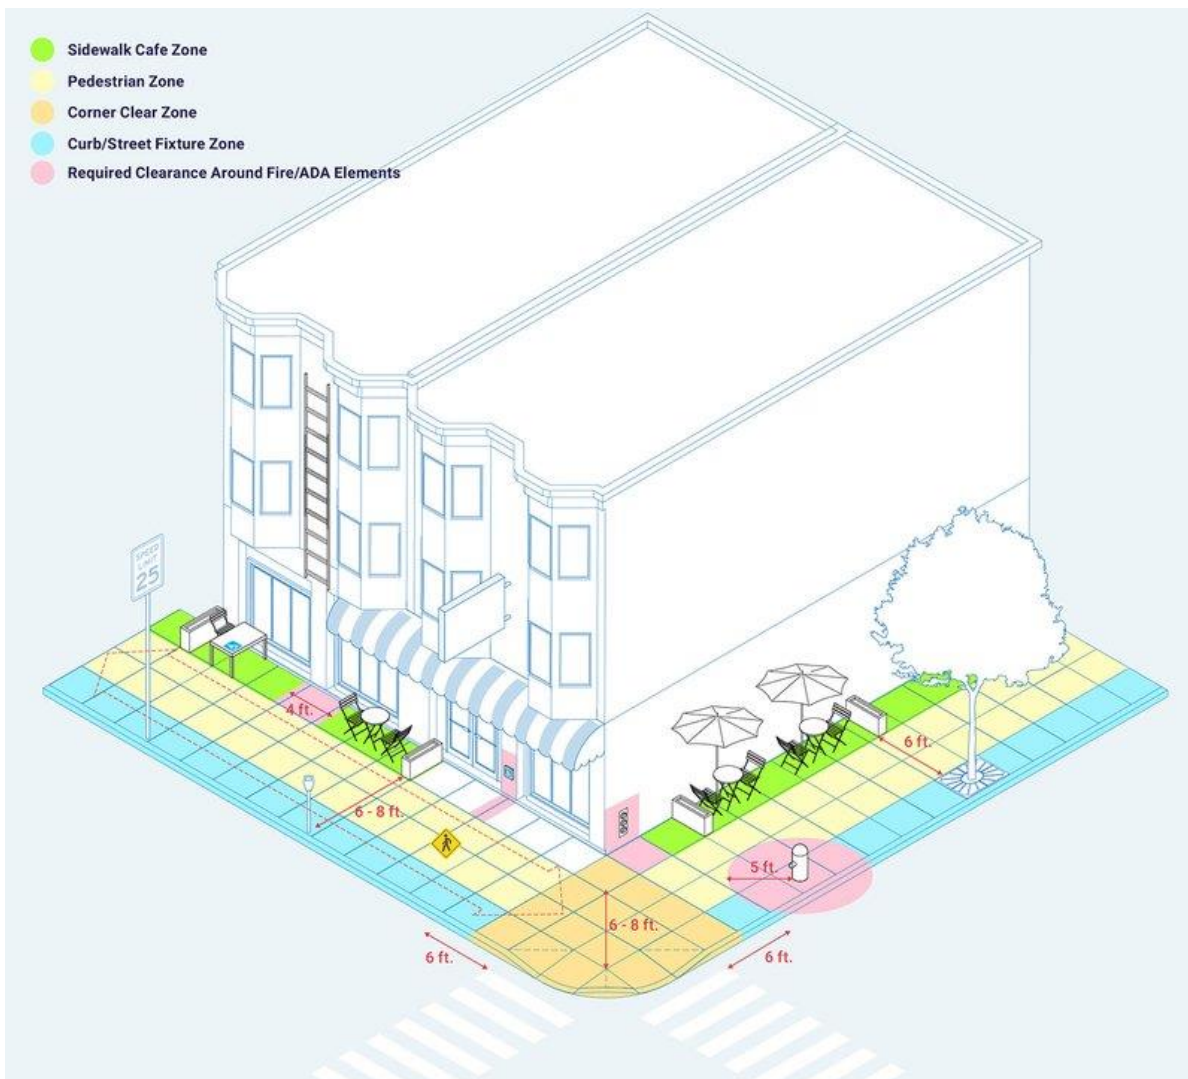 Sidewalk Cafe Zone
Pedestrian Zone
Corner Clear Zone
Curb/Street Fixture Zone
Required Clearance Around Fire/ADA Elements
SPEED
LIMIT
25
4 ft.
6 ft.
6 - 8 ft.
5 ft.
6 - 8 ft.
6 ft.
6 ft.